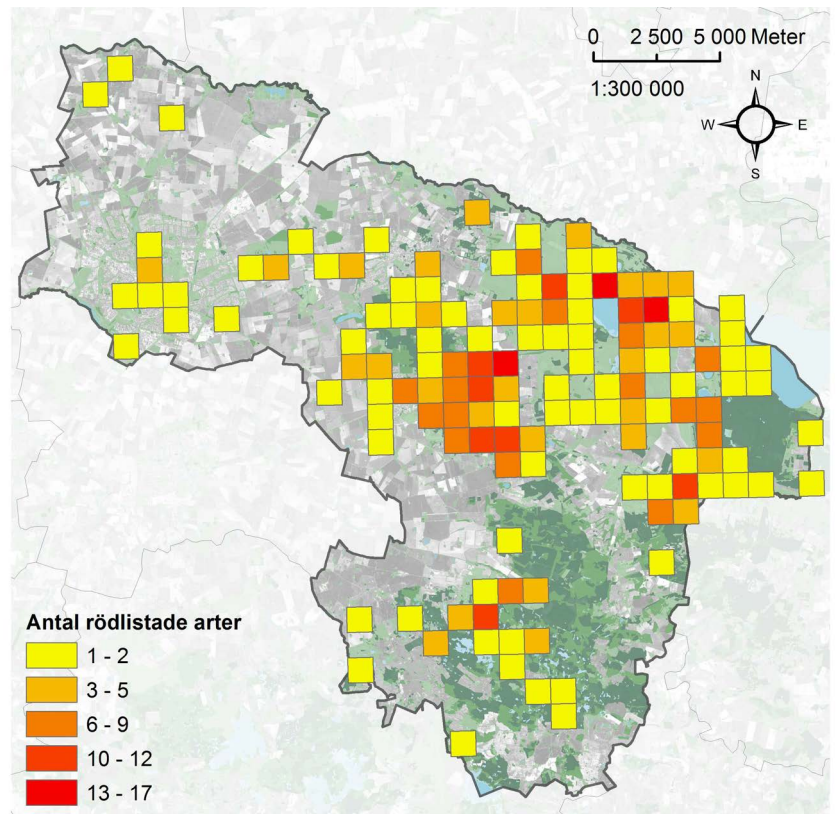 0 2 500 5 000 Meter
1:300 000
N
W E
S
Antal rödlistade arter
1 - 2
3 - 5
6 - 9
10 - 12
13 - 17